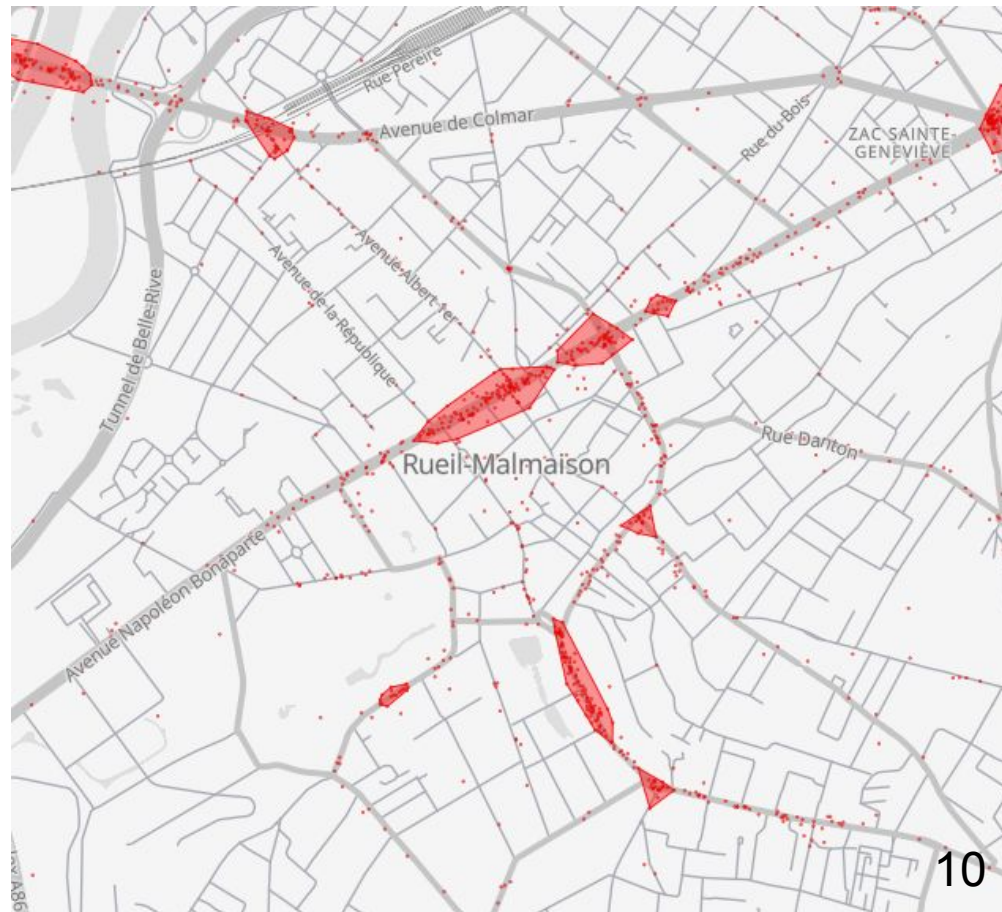 Rue Pereire
Avenue de Colmar
Rue du Bois
ZAC SAINTE-
GENEVIÈVE
Avenue Albert 1er
Avenue de la République
Tunnel de Belle-Rive
Rueil-Malmaison
Rue Danton
Avenue Napoléon Bonaparte
A86
10